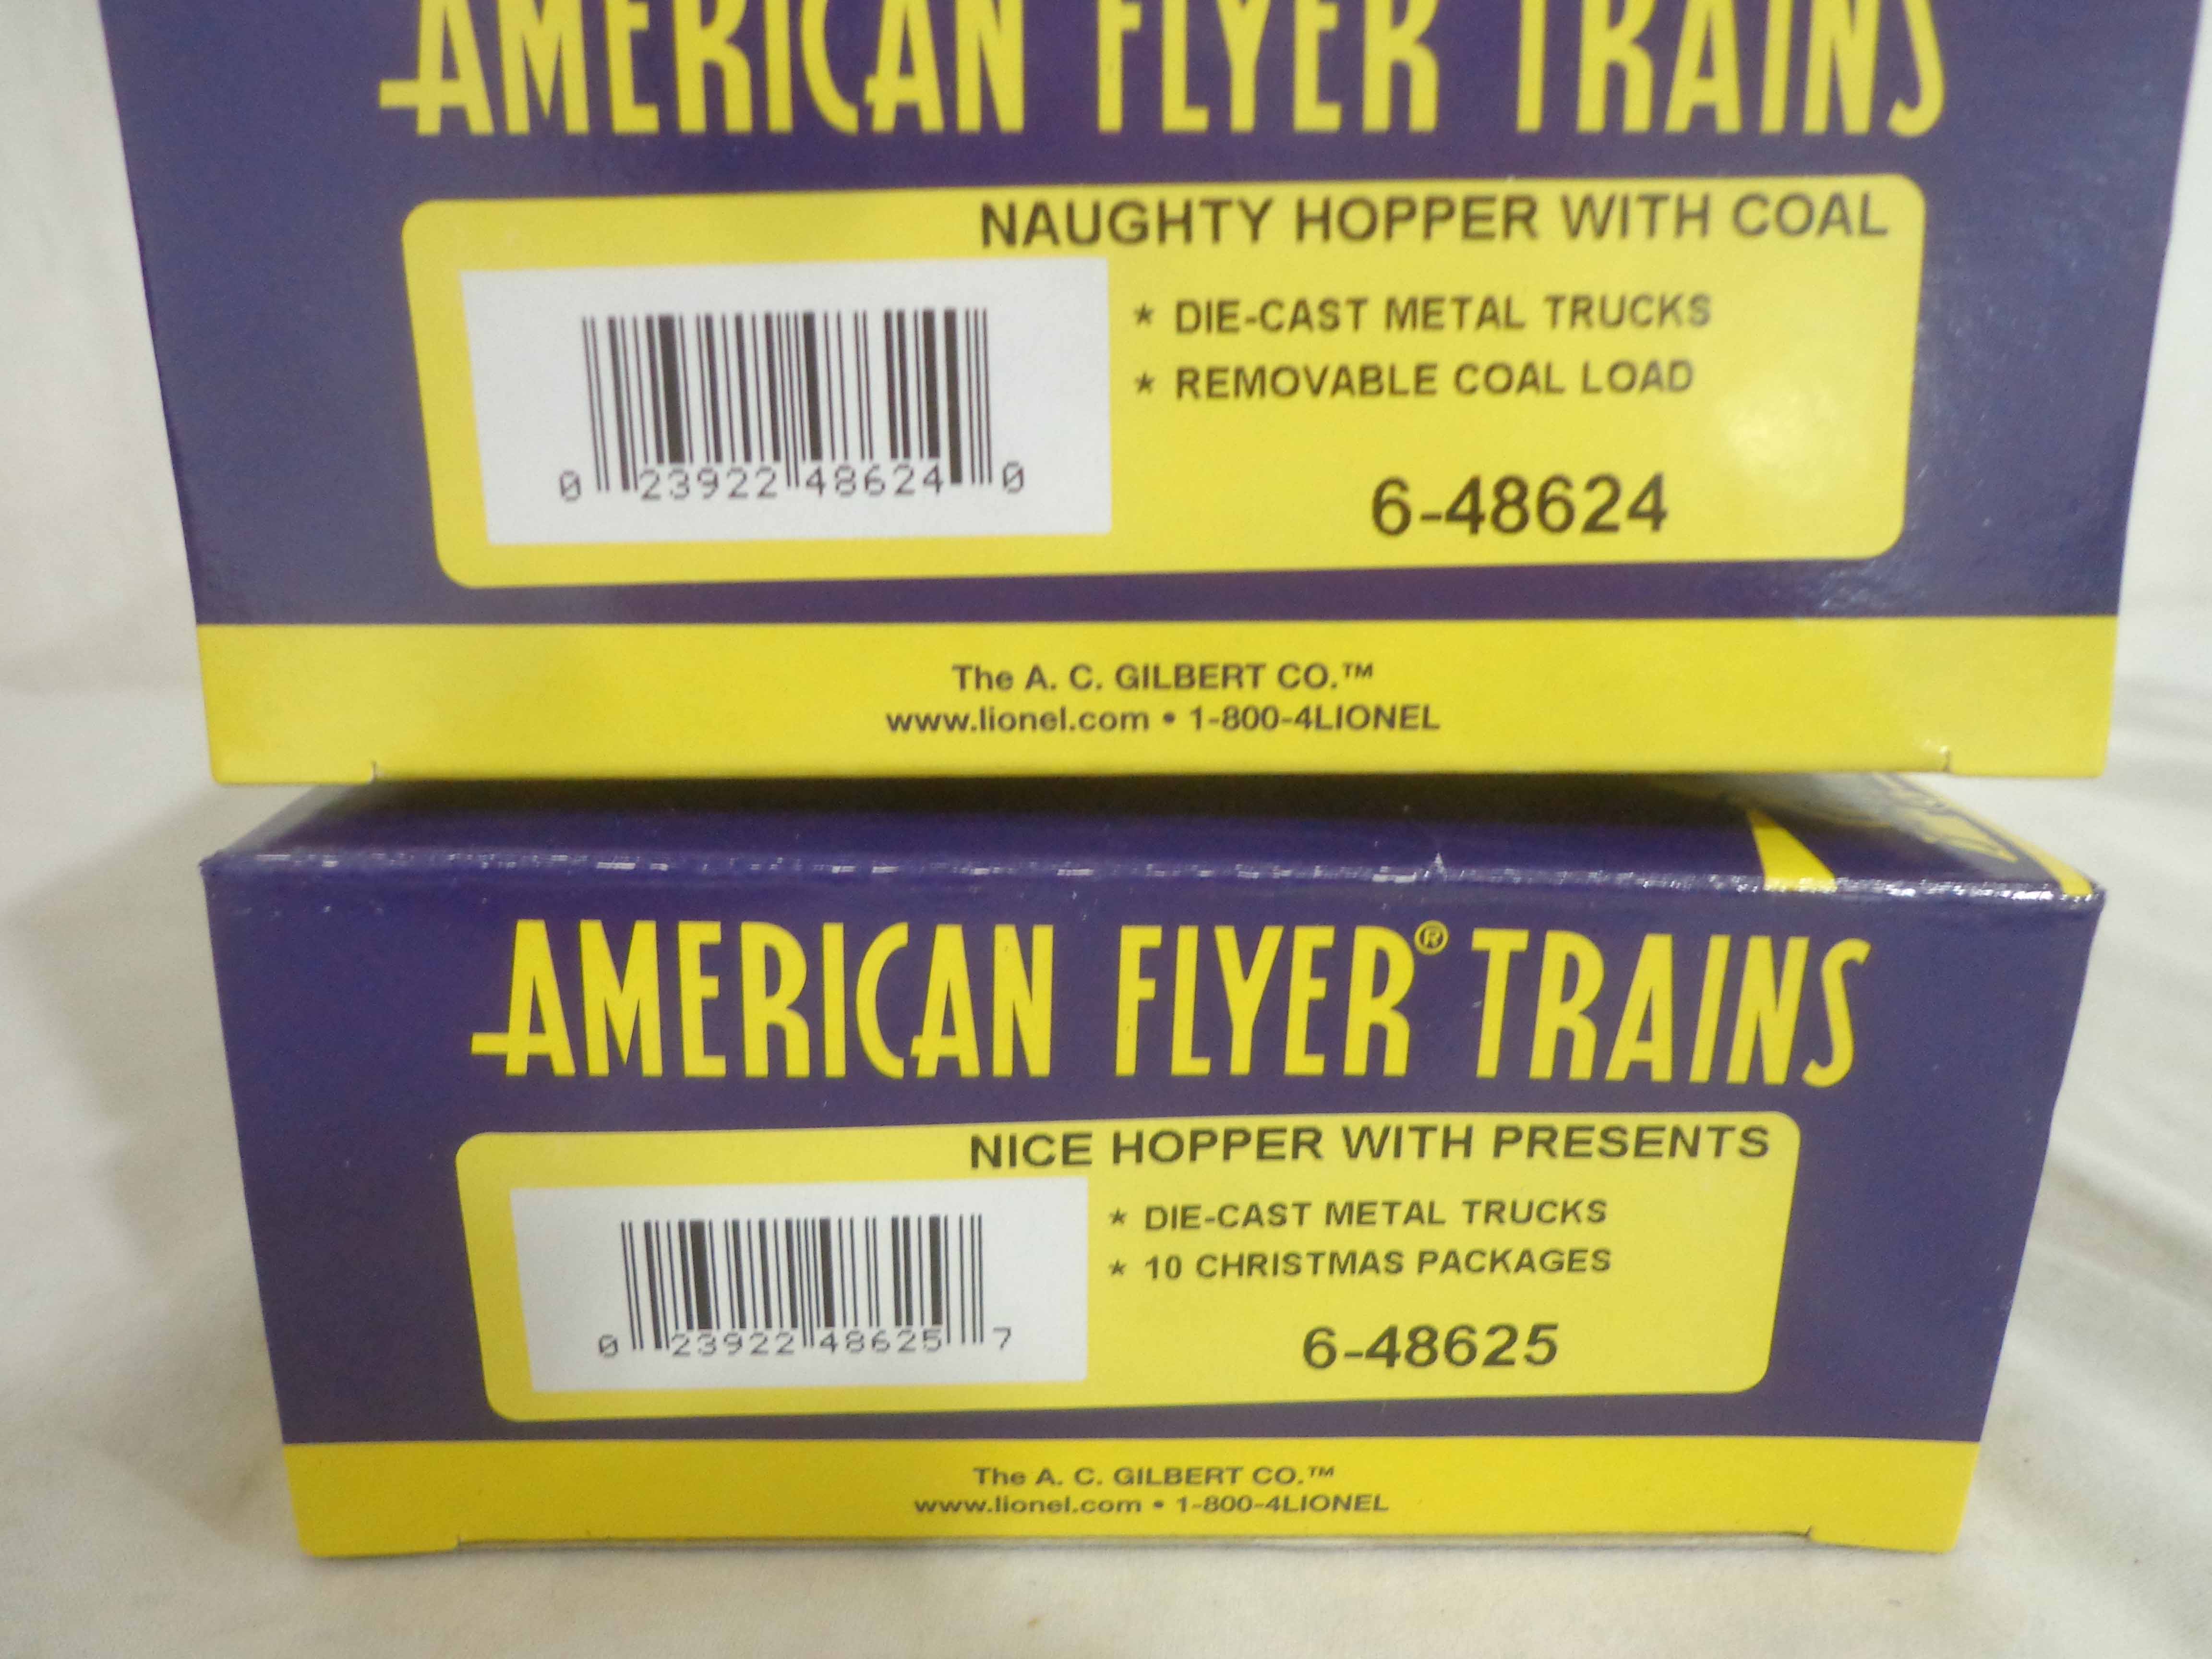 AMERICAN FLYER TRAINS
NAUGHTY HOPPER WITH COAL
* DIE-CAST METAL TRUCKS
* REMOVABLE COAL LOAD
0 23922 48624 0
6-48624
The A. C. GILBERT CO.™
www.lionel.com • 1-800-4LIONEL
AMERICAN FLYER® TRAINS
NICE HOPPER WITH PRESENTS
* DIE-CAST METAL TRUCKS
* 10 CHRISTMAS PACKAGES
0 23922 48625 7
6-48625
The A. C. GILBERT CO.™
www.lionel.com • 1-800-4LIONEL